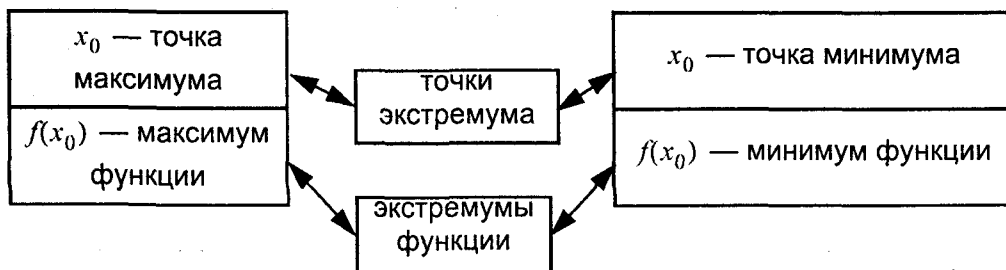 x₀ — точка
максимума
f(x₀) — максимум
функции
точки
экстремума
экстремумы
функции
x₀ — точка минимума
f(x₀) — минимум функции